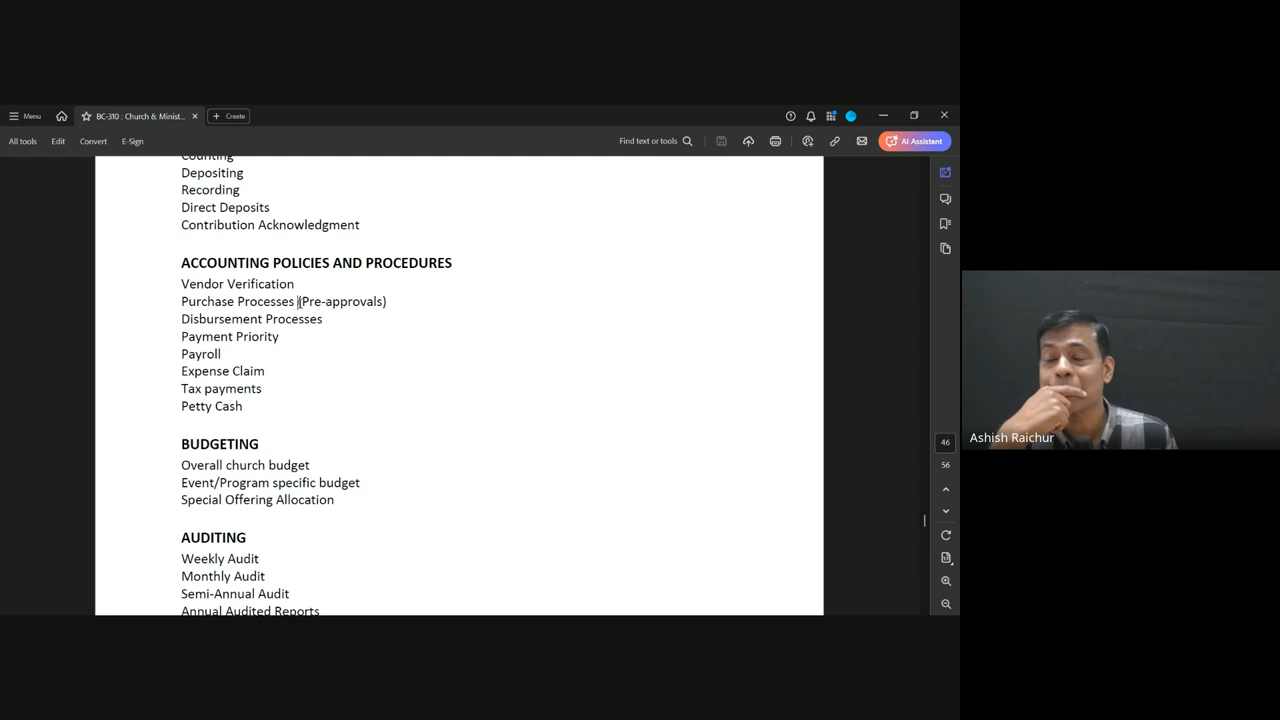 Menu
BC-310 : Church & Minist...
Create
All tools
Edit
Convert
E-Sign
Find text or tools
AI Assistant
Counting
Depositing
Recording
Direct Deposits
Contribution Acknowledgment
ACCOUNTING POLICIES AND PROCEDURES
Vendor Verification
Purchase Processes (Pre-approvals)
Disbursement Processes
Payment Priority
Payroll
Expense Claim
Tax payments
Petty Cash
BUDGETING
Overall church budget
Event/Program specific budget
Special Offering Allocation
AUDITING
Weekly Audit
Monthly Audit
Semi-Annual Audit
Annual Audited Reports
46
56
Ashish Raichur